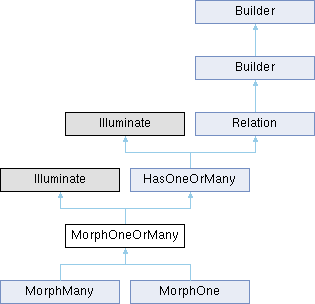 Builder
Builder
Illuminate
Relation
Illuminate
HasOneOrMany
MorphOneOrMany
MorphMany
MorphOne